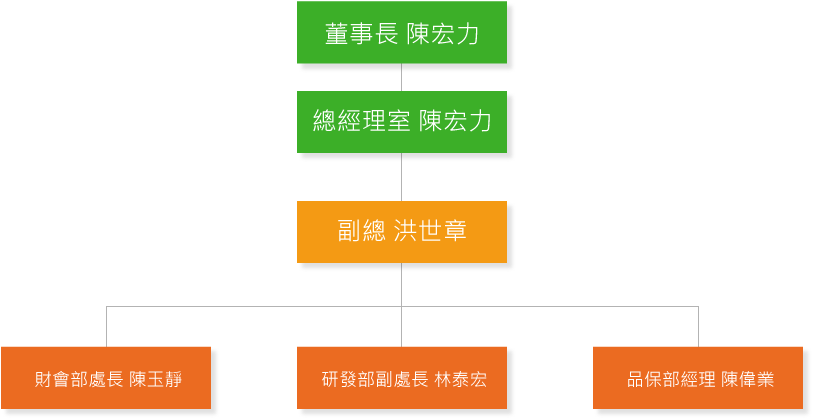 董事長 陳宏力
總經理室 陳宏力
副總 洪世章
財會部處長 陳玉靜
研發部副處長 林泰宏
品保部經理 陳偉業